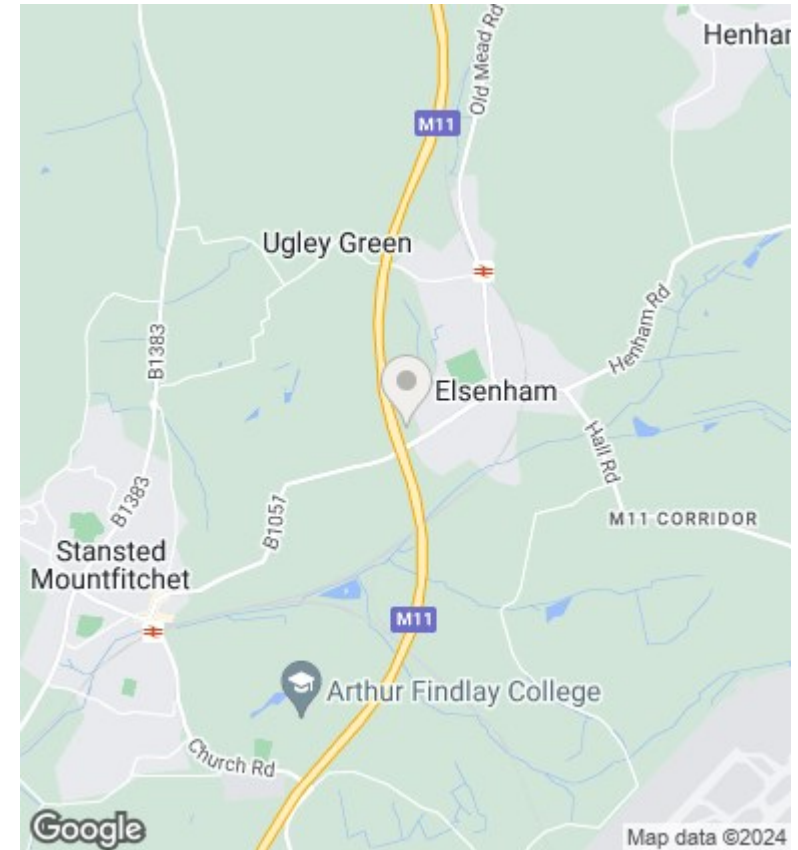 Old Mead Rd
Henhar
M11
Ugley Green
B1383
Henham Rd
Elsenham
Hall Rd
B1383
B1051
M11 CORRIDOR
Stansted
Mountfitchet
M11
Arthur Findlay College
Church Rd
Google
Map data ©2024